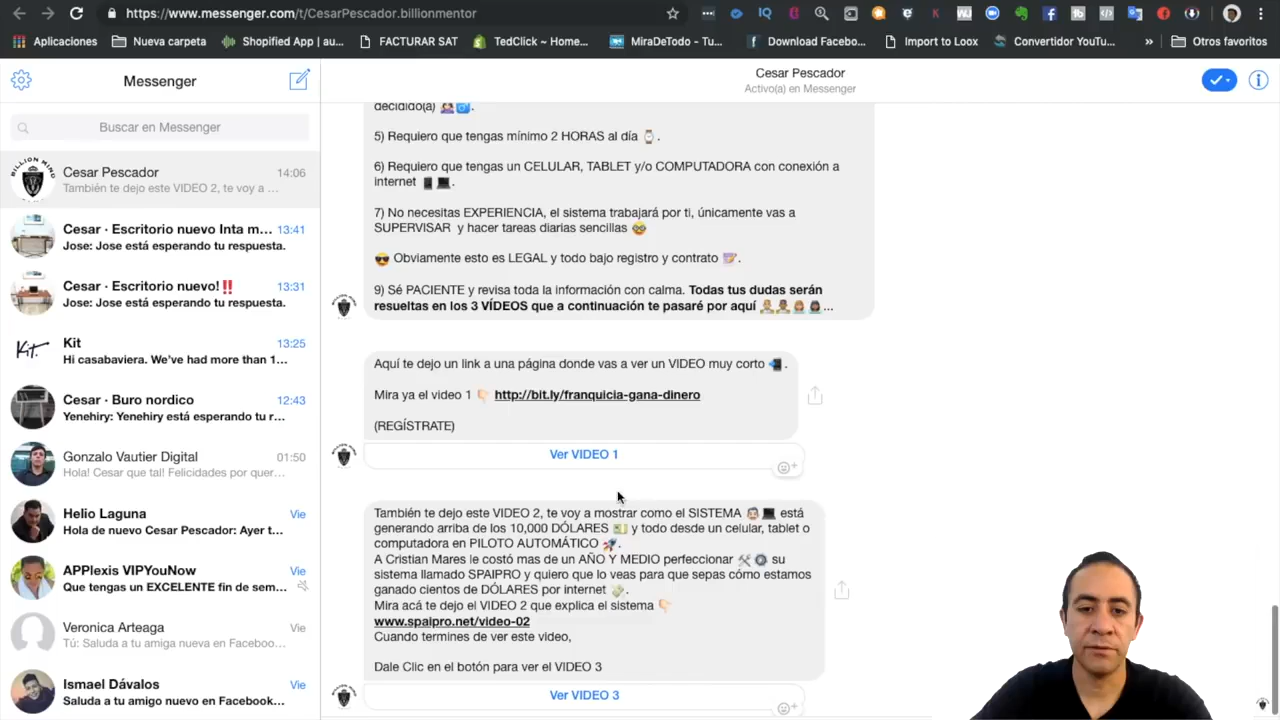 https://www.messenger.com/t/CesarPescador.billionmentor
Aplicaciones
Nueva carpeta
Shopified App | au...
FACTURAR SAT
TedClick ~ Home...
MiraDeTodo - Tu...
Download Facebo...
Import to Loox
Convertidor YouTu...
»
Otros favoritos
Messenger
Buscar en Messenger
Cesar Pescador 14:06
También te dejo este VIDEO 2, te voy a ...
Cesar · Escritorio nuevo Inta m... 13:41
Jose: Jose está esperando tu respuesta.
Cesar · Escritorio nuevo!‼️ 13:31
Jose: Jose está esperando tu respuesta.
Kit. Kit 13:25
Hi casabaviera. We've had more than 1...
Cesar · Buro nordico 12:43
Yenehiry: Yenehiry está esperando tu r...
Gonzalo Vautier Digital 01:50
Hola! Cesar que tal! Felicidades por quer...
Helio Laguna Vie
Hola de nuevo Cesar Pescador: Ayer t...
APPlexis VIPYouNow Vie
Que tengas un EXCELENTE fin de sem...
Veronica Arteaga Vie
Tú: Saluda a tu amiga nueva en Faceboo...
Ismael Dávalos Vie
Saluda a tu amigo nuevo en Facebook...
Cesar Pescador
Activo(a) en Messenger
decidido(a) .
5) Requiero que tengas mínimo 2 HORAS al día ⌚.
6) Requiero que tengas un CELULAR, TABLET y/o COMPUTADORA con conexión a
internet 📱💻.
7) No necesitas EXPERIENCIA, el sistema trabajará por ti, únicamente vas a
SUPERVISAR y hacer tareas diarias sencillas 🤓
😎 Obviamente esto es LEGAL y todo bajo registro y contrato 📝.
9) Sé PACIENTE y revisa toda la información con calma. Todas tus dudas serán
resueltas en los 3 VÍDEOS que a continuación te pasaré por aquí ...
Aquí te dejo un link a una página donde vas a ver un VIDEO muy corto 📲.
Mira ya el video 1 👇🏻 http://bit.ly/franquicia-gana-dinero
(REGÍSTRATE)
Ver VIDEO 1
También te dejo este VIDEO 2, te voy a mostrar como el SISTEMA 👨🏻‍💻 está
generando arriba de los 10,000 DÓLARES 💵 y todo desde un celular, tablet o
computadora en PILOTO AUTOMÁTICO 🚀.
A Cristian Mares le costó mas de un AÑO Y MEDIO perfeccionar 🛠⚙️ su
sistema llamado SPAIPRO y quiero que lo veas para que sepas cómo estamos
ganado cientos de DÓLARES por internet 💸.
Mira acá te dejo el VIDEO 2 que explica el sistema 👇🏻
www.spaipro.net/video-02
Cuando termines de ver este video,
Dale Clic en el botón para ver el VIDEO 3
Ver VIDEO 3